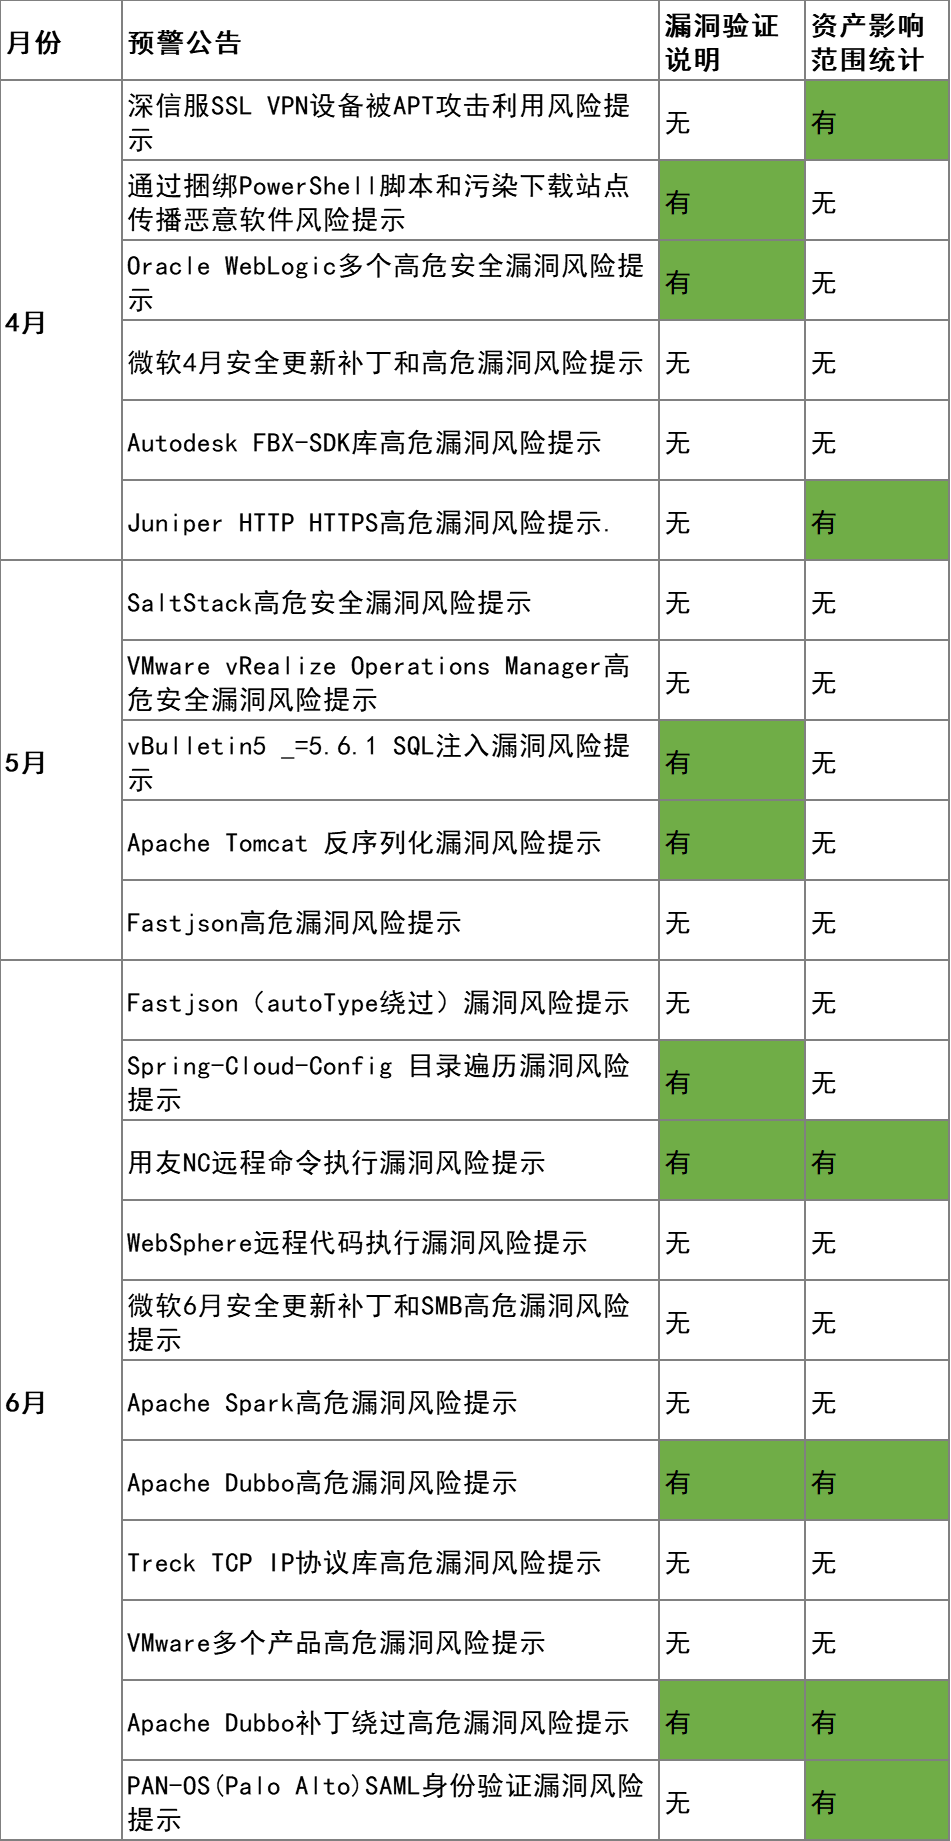 月份 预警公告 漏洞验证说明 资产影响范围统计
4月
深信服SSL VPN设备被APT攻击利用风险提
示
无 有
通过捆绑PowerShell脚本和污染下载站点
传播恶意软件风险提示
有 无
Oracle WebLogic多个高危安全漏洞风险提
示
有 无
微软4月安全更新补丁和高危漏洞风险提示 无 无
Autodesk FBX-SDK库高危漏洞风险提示 无 无
Juniper HTTP HTTPS高危漏洞风险提示. 无 有
5月
SaltStack高危安全漏洞风险提示 无 无
VMware vRealize Operations Manager高
危安全漏洞风险提示
无 无
vBulletin5 _=5.6.1 SQL注入漏洞风险提
示
有 无
Apache Tomcat 反序列化漏洞风险提示 有 无
Fastjson高危漏洞风险提示 无 无
6月
Fastjson（autoType绕过）漏洞风险提示 无 无
Spring-Cloud-Config 目录遍历漏洞风险
提示
有 无
用友NC远程命令执行漏洞风险提示 有 有
WebSphere远程代码执行漏洞风险提示 无 无
微软6月安全更新补丁和SMB高危漏洞风险
提示
无 无
Apache Spark高危漏洞风险提示 无 无
Apache Dubbo高危漏洞风险提示 有 有
Treck TCP IP协议库高危漏洞风险提示 无 无
VMware多个产品高危漏洞风险提示 无 无
Apache Dubbo补丁绕过高危漏洞风险提示 有 有
PAN-OS(Palo Alto)SAML身份验证漏洞风险
提示
无 有